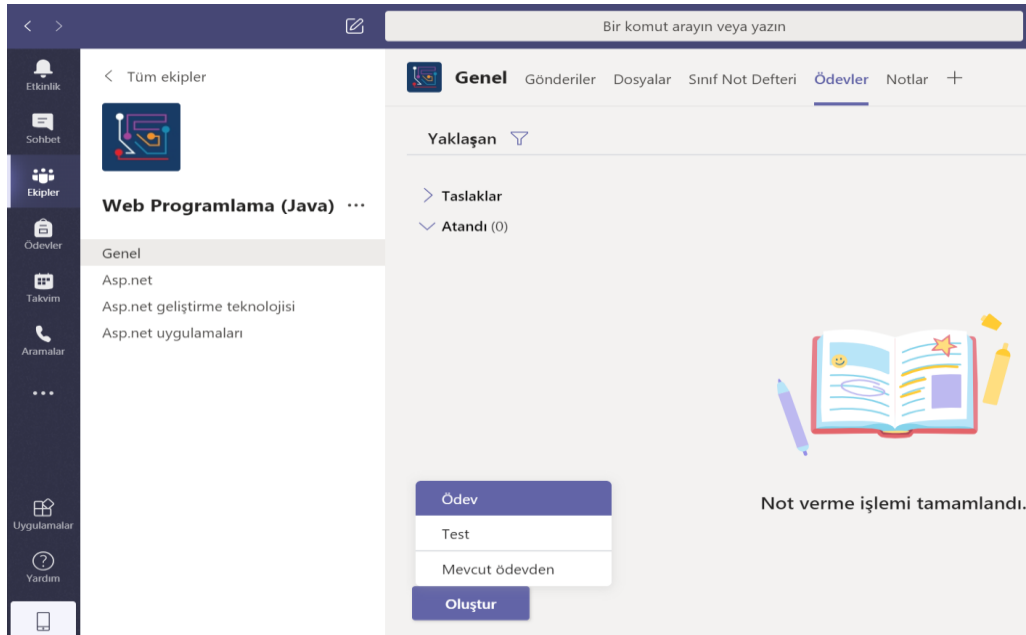 Bir komut arayın veya yazın
Etkinlik
Sohbet
Ekipler
Ödevler
Takvim
Aramalar
Uygulamalar
Yardım
Tüm ekipler
Web Programlama (Java)
Genel
Asp.net
Asp.net geliştirme teknolojisi
Asp.net uygulamaları
Genel Gönderiler Dosyalar Sınıf Not Defteri Ödevler Notlar
Yaklaşan
Taslaklar
Atandı (0)
Not verme işlemi tamamlandı.
Ödev
Test
Mevcut ödevden
Oluştur